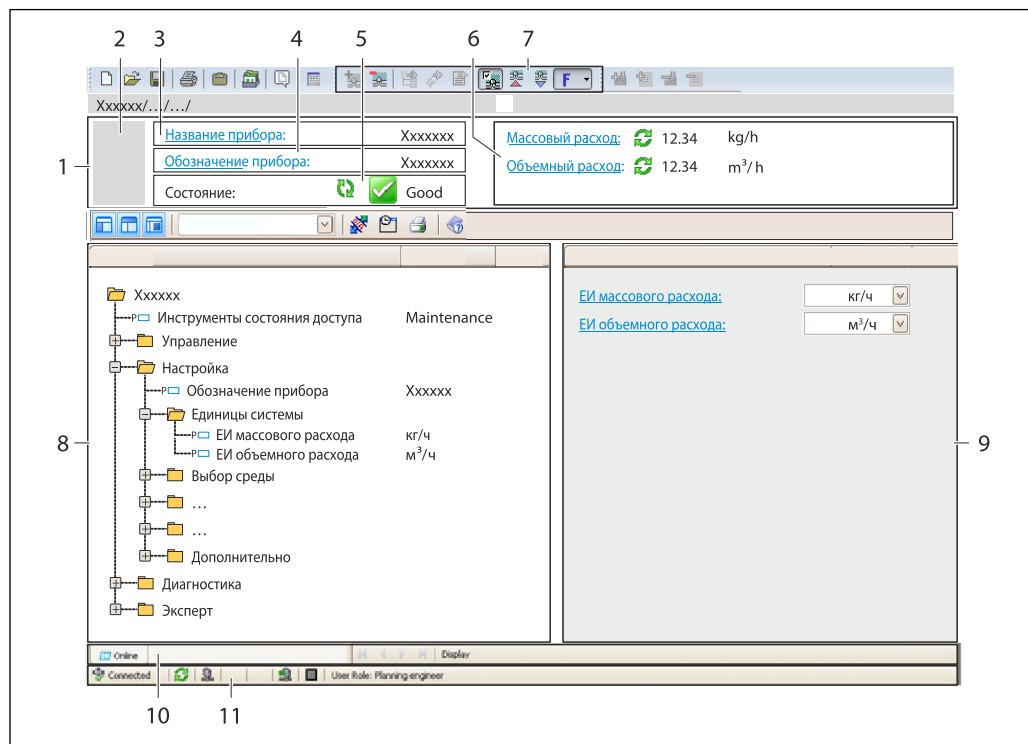 2 3 4 5 6 7
F
Xxxxxx/…/…/
1
Название прибора: Xxxxxxx
Обозначение прибора: Xxxxxxx
Состояние: Good
Массовый расход: 12.34 kg/h
Объемный расход: 12.34 m³/h
Xxxxxx
P Инструменты состояния доступа Maintenance
Управление
Настройка
P Обозначение прибора Xxxxxx
Единицы системы
P ЕИ массового расхода кг/ч
P ЕИ объемного расхода м³/ч
Выбор среды
…
…
Дополнительно
Диагностика
Эксперт
8
ЕИ массового расхода: кг/ч
ЕИ объемного расхода: м³/ч
9
Online Display
Connected User Role: Planning engineer
10 11